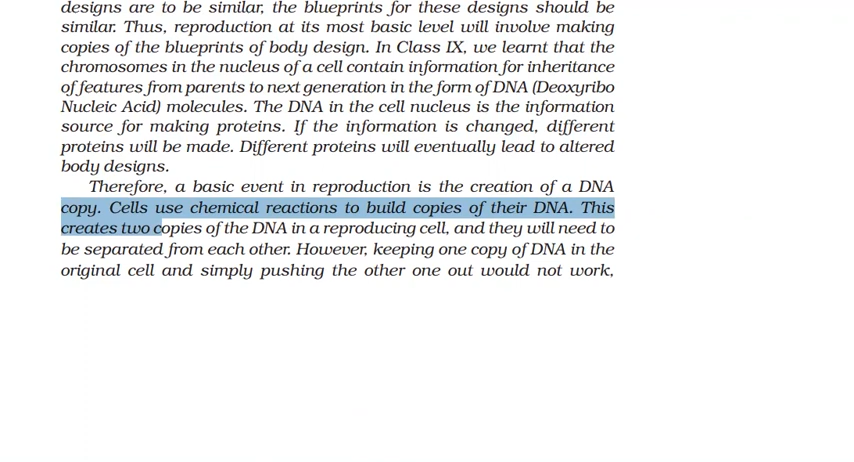 designs are to be similar, the blueprints for these designs should be
similar. Thus, reproduction at its most basic level will involve making
copies of the blueprints of body design. In Class IX, we learnt that the
chromosomes in the nucleus of a cell contain information for inheritance
of features from parents to next generation in the form of DNA (Deoxyribo
Nucleic Acid) molecules. The DNA in the cell nucleus is the information
source for making proteins. If the information is changed, different
proteins will be made. Different proteins will eventually lead to altered
body designs.
Therefore, a basic event in reproduction is the creation of a DNA
copy. Cells use chemical reactions to build copies of their DNA. This
creates two copies of the DNA in a reproducing cell, and they will need to
be separated from each other. However, keeping one copy of DNA in the
original cell and simply pushing the other one out would not work,